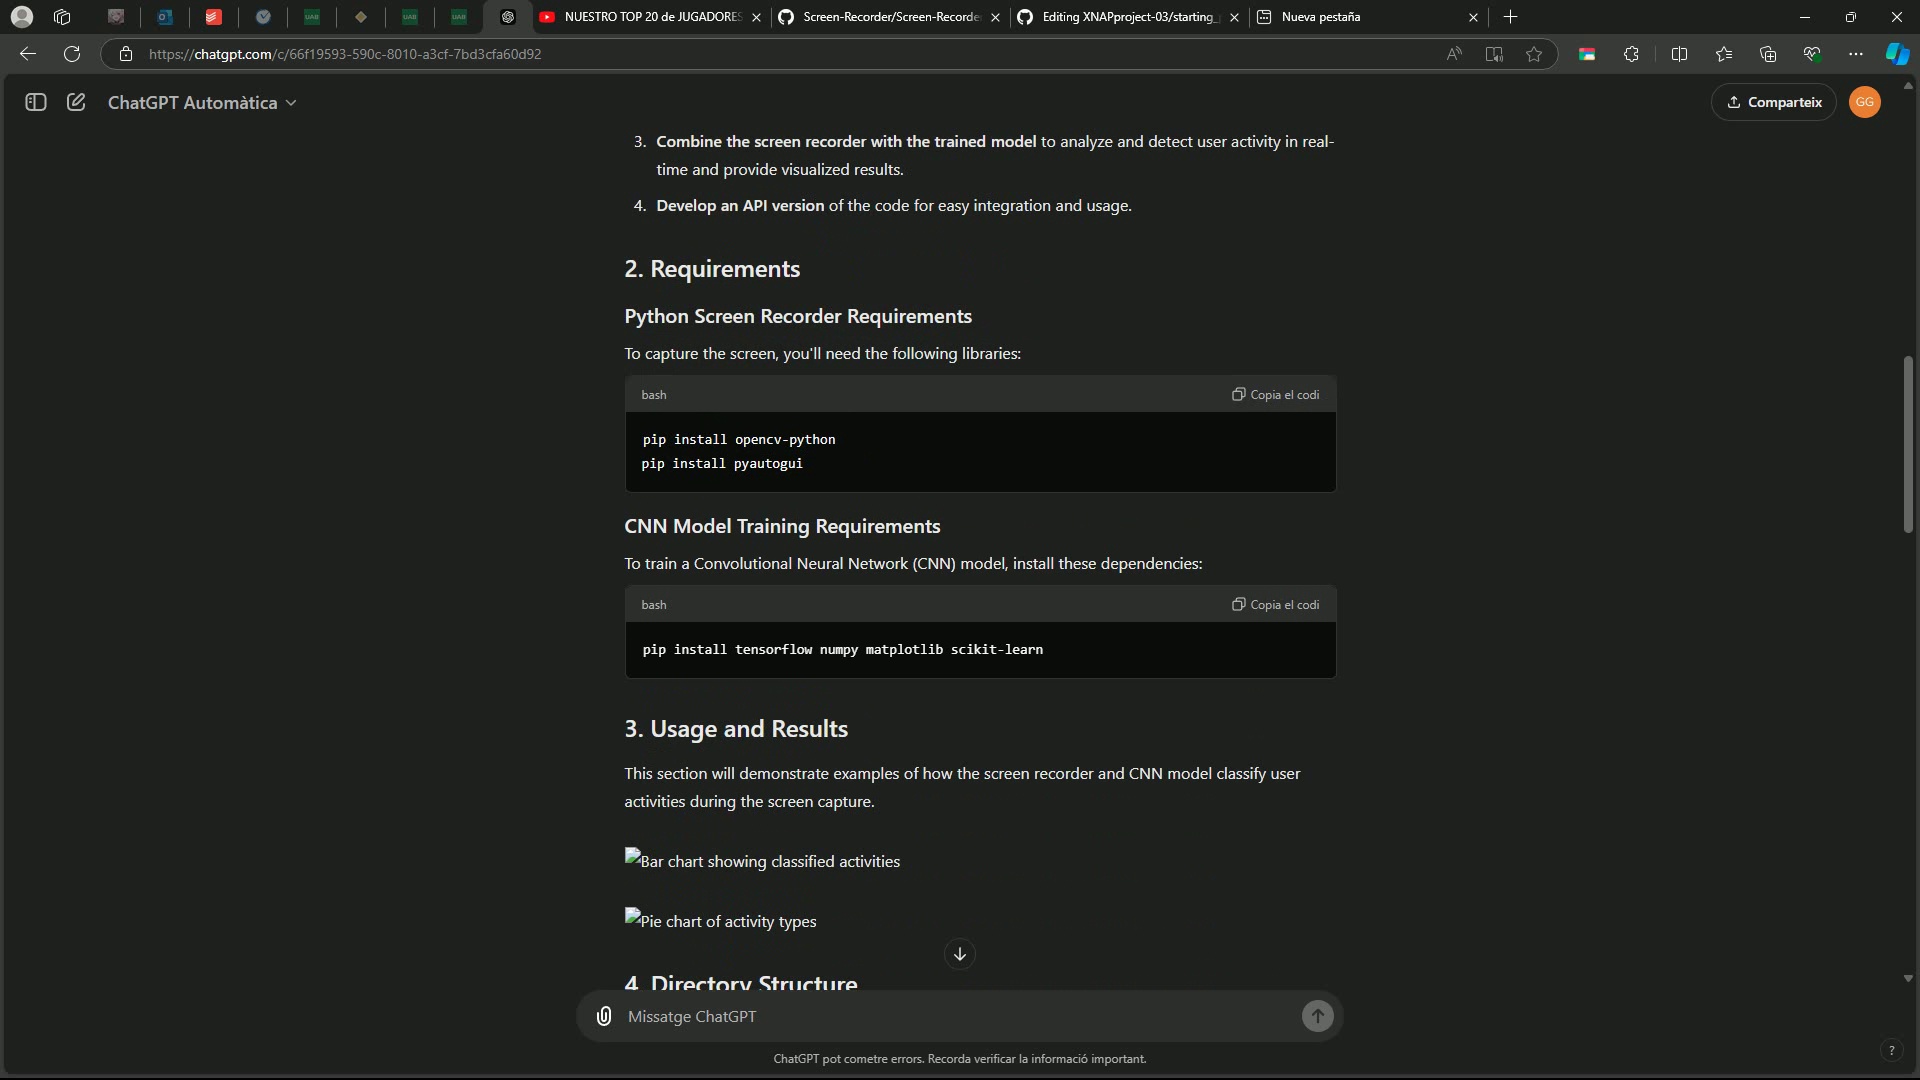 UAB
UAB
UAB
NUESTRO TOP 20 de JUGADORES
Screen-Recorder/Screen-Recorde
Editing XNAPproject-03/starting_
Nueva pestaña
https://chatgpt.com/c/66f19593-590c-8010-a3cf-7bd3cfa60d92
ChatGPT Automàtica
Comparteix
GG
3. Combine the screen recorder with the trained model to analyze and detect user activity in real-
time and provide visualized results.
4. Develop an API version of the code for easy integration and usage.
2. Requirements
Python Screen Recorder Requirements
To capture the screen, you'll need the following libraries:
bash
Copia el codi
pip install opencv-python
pip install pyautogui
CNN Model Training Requirements
To train a Convolutional Neural Network (CNN) model, install these dependencies:
bash
Copia el codi
pip install tensorflow numpy matplotlib scikit-learn
3. Usage and Results
This section will demonstrate examples of how the screen recorder and CNN model classify user
activities during the screen capture.
Bar chart showing classified activities
Pie chart of activity types
4. Directory Structure
Missatge ChatGPT
ChatGPT pot cometre errors. Recorda verificar la informació important.
?